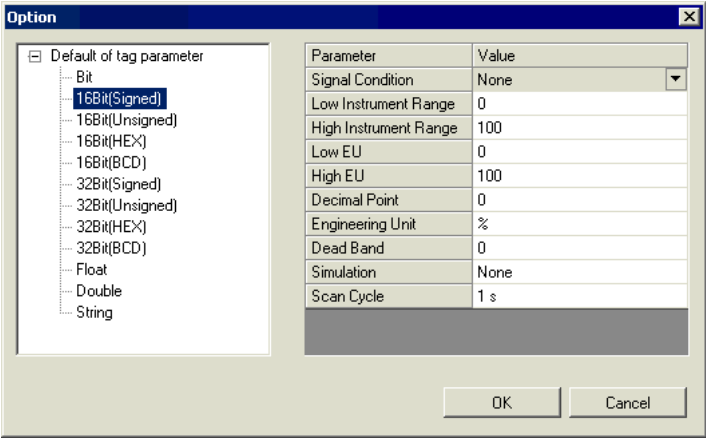 Option
Default of tag parameter
Bit
16Bit(Signed)
16Bit(Unsigned)
16Bit(HEX)
16Bit(BCD)
32Bit(Signed)
32Bit(Unsigned)
32Bit(HEX)
32Bit(BCD)
Float
Double
String
Parameter Value
Signal Condition None
Low Instrument Range 0
High Instrument Range 100
Low EU 0
High EU 100
Decimal Point 0
Engineering Unit %
Dead Band 0
Simulation None
Scan Cycle 1 s
OK Cancel